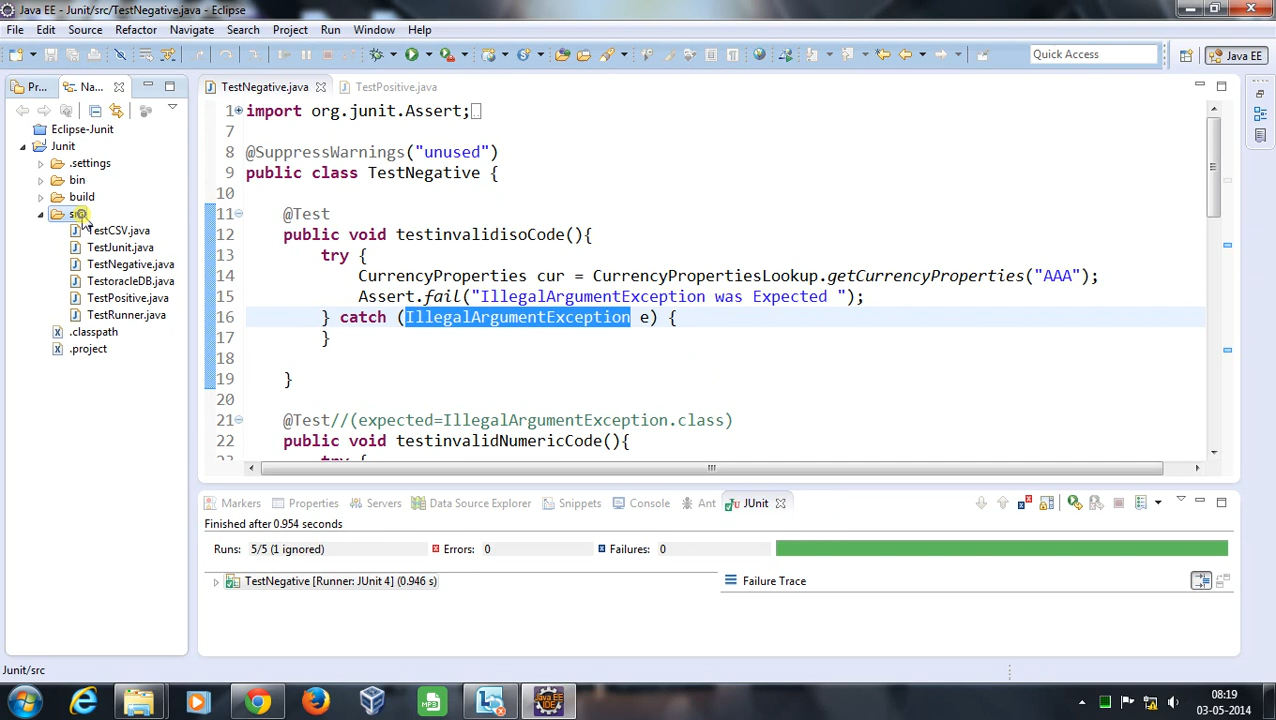 Java EE - Junit/src/TestNegative.java - Eclipse
File Edit Source Refactor Navigate Search Project Run Window Help
Quick Access
Java EE
Pr...
Na...
TestNegative.java
TestPositive.java
Eclipse-Junit
Junit
.settings
bin
build
TestJunit.java
TestNegative.java
TestoracleDB.java
TestPositive.java
TestRunner.java
.classpath
.project
1 import org.junit.Assert;
7
8 @SuppressWarnings("unused")
9 public class TestNegative {
10
11 @Test
12 public void testinvalidisoCode(){
13 try {
14 CurrencyProperties cur = CurrencyPropertiesLookup.getCurrencyProperties("AAA");
15 Assert.fail("IllegalArgumentException was Expected ");
16 } catch (IllegalArgumentException e) {
17 }
18
19 }
20
21 @Test//(expected=IllegalArgumentException.class)
22 public void testinvalidNumericCode(){
23 try {
Markers Properties Servers Data Source Explorer Snippets Console Ant JUnit
Finished after 0.954 seconds
Runs: 5/5 (1 ignored) Errors: 0 Failures: 0
TestNegative [Runner: JUnit 4] (0.946 s)
Failure Trace
Junit/src
MP3
Java EE
IDE
08:19
03-05-2014